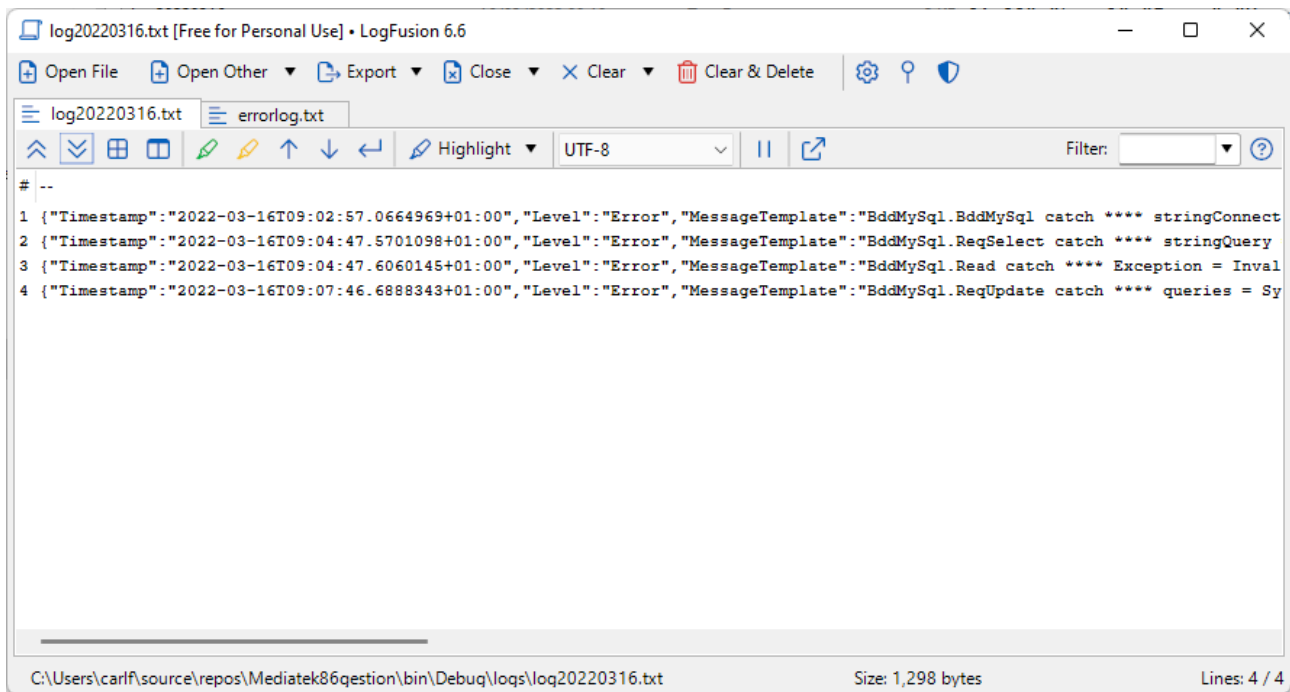 log20220316.txt [Free for Personal Use] • LogFusion 6.6
Open File Open Other Export Close Clear Clear & Delete
log20220316.txt errorlog.txt
Highlight UTF-8 Filter:
# --
1 {"Timestamp":"2022-03-16T09:02:57.0664969+01:00","Level":"Error","MessageTemplate":"BddMySql.BddMySql catch **** stringConnect
2 {"Timestamp":"2022-03-16T09:04:47.5701098+01:00","Level":"Error","MessageTemplate":"BddMySql.ReqSelect catch **** stringQuery
3 {"Timestamp":"2022-03-16T09:04:47.6060145+01:00","Level":"Error","MessageTemplate":"BddMySql.Read catch **** Exception = Inval
4 {"Timestamp":"2022-03-16T09:07:46.6888343+01:00","Level":"Error","MessageTemplate":"BddMySql.ReqUpdate catch **** queries = Sy
C:\Users\carlf\source\repos\Mediatek86gestion\bin\Debug\logs\log20220316.txt Size: 1,298 bytes Lines: 4 / 4